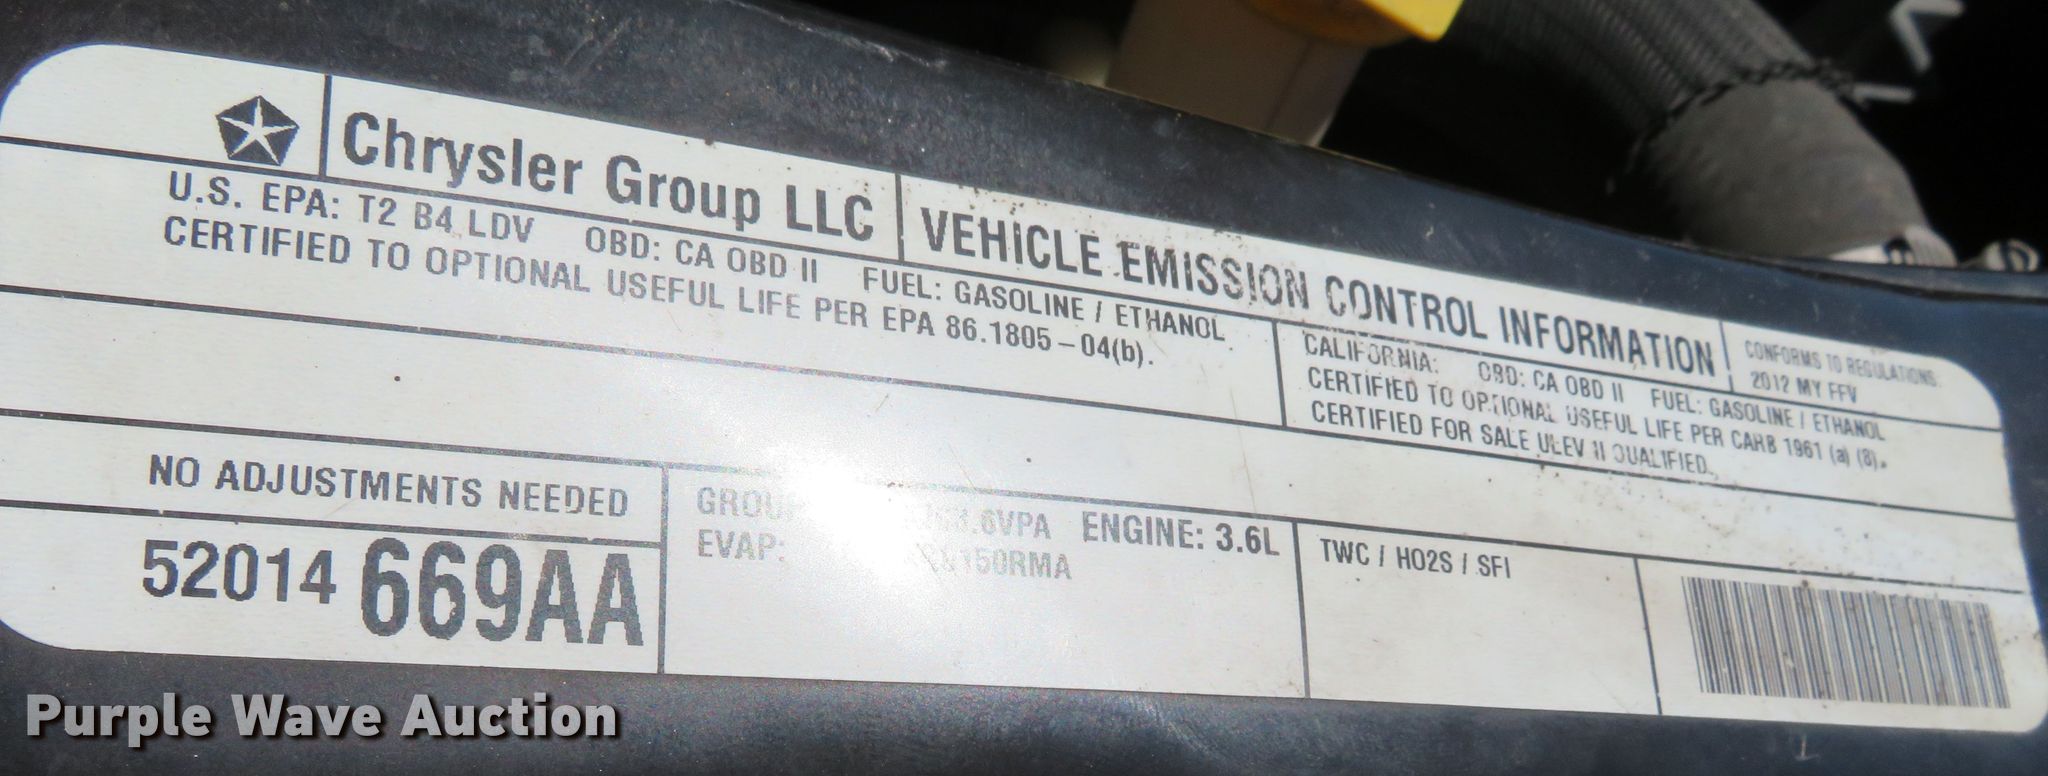 Chrysler Group LLC
VEHICLE EMISSION CONTROL INFORMATION
CONFORMS TO REGULATIONS:
2012 MY FFV
U.S. EPA: T2 B4 LDV OBD: CA OBD II FUEL: GASOLINE / ETHANOL
CERTIFIED TO OPTIONAL USEFUL LIFE PER EPA 86.1805-04(b).
CALIFORNIA: OBD: CA OBD II FUEL: GASOLINE / ETHANOL
CERTIFIED TO OPTIONAL USEFUL LIFE PER CARB 1961 (a) (8).
CERTIFIED FOR SALE ULEV II QUALIFIED.
NO ADJUSTMENTS NEEDED
52014 669AA
ENGINE: 3.6L
EVAP:
TWC / HO2S / SFI
Purple Wave Auction